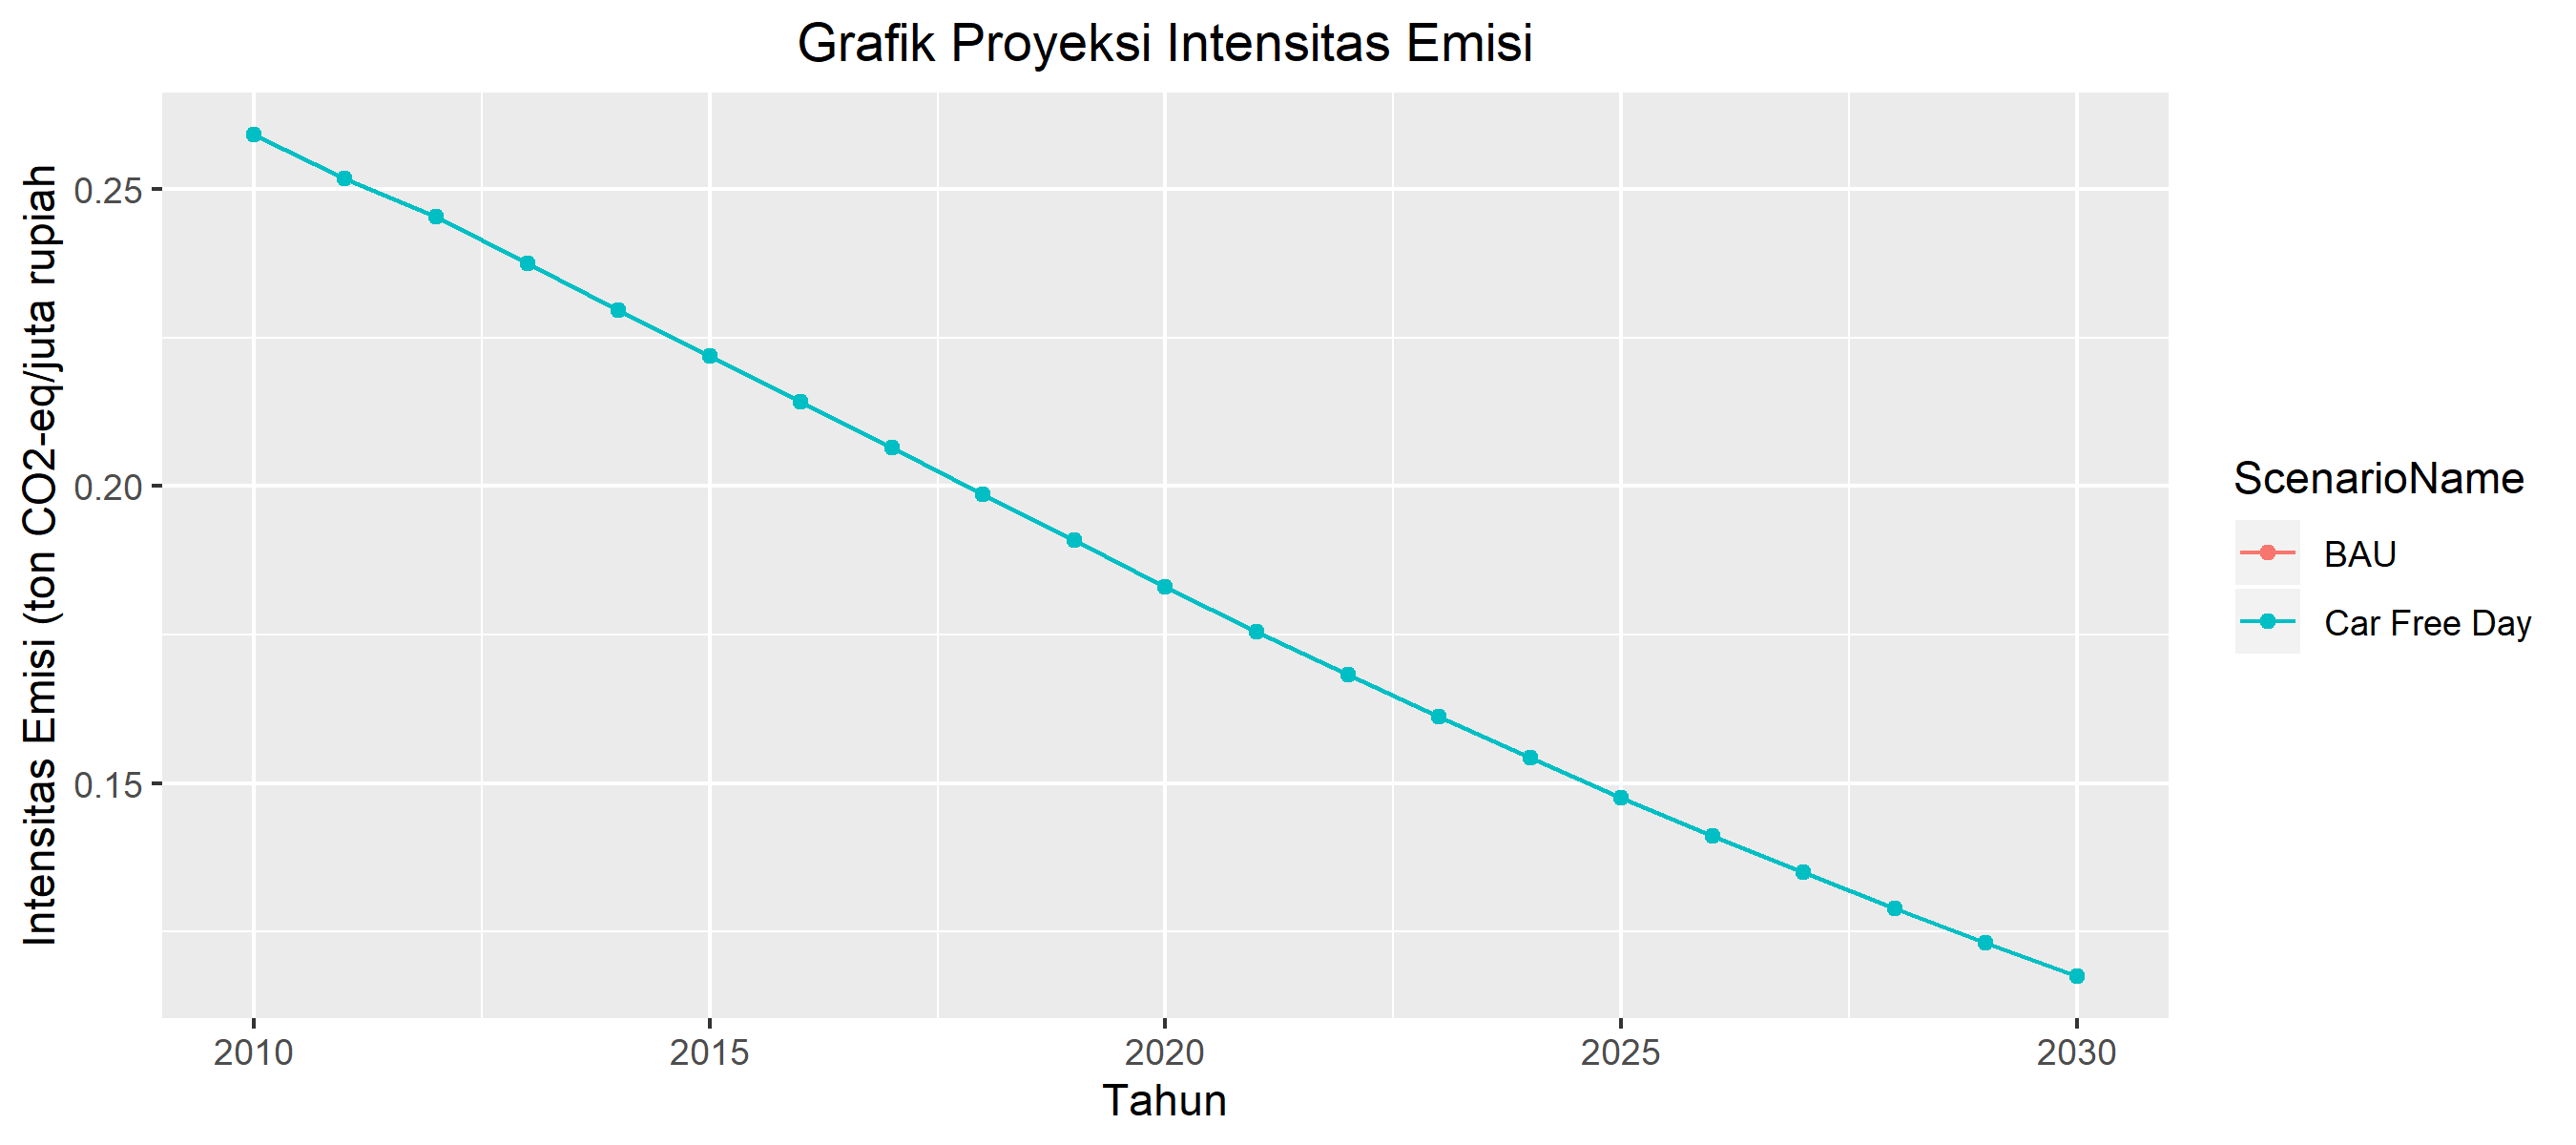 Grafik Proyeksi Intensitas Emisi
Intensitas Emisi (ton CO2-eq/juta rupiah
0.25
0.20
0.15
2010
2015
2020
2025
2030
Tahun
ScenarioName
BAU
Car Free Day